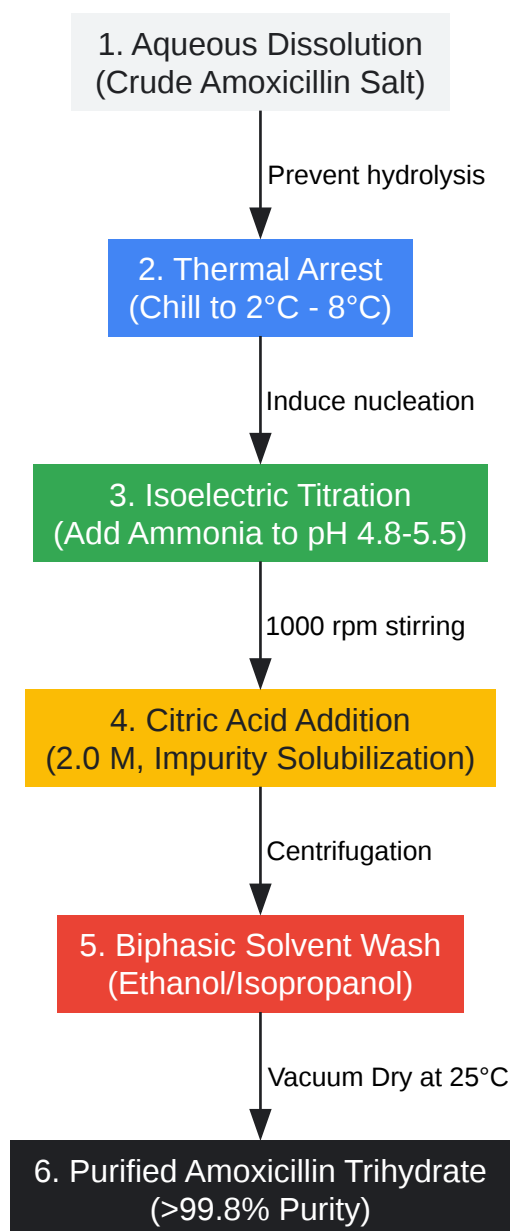 1. Aqueous Dissolution
(Crude Amoxicillin Salt)
Prevent hydrolysis
2. Thermal Arrest
(Chill to 2°C - 8°C)
Induce nucleation
3. Isoelectric Titration
(Add Ammonia to pH 4.8-5.5)
1000 rpm stirring
4. Citric Acid Addition
(2.0 M, Impurity Solubilization)
Centrifugation
5. Biphasic Solvent Wash
(Ethanol/Isopropanol)
Vacuum Dry at 25°C
6. Purified Amoxicillin Trihydrate
(>99.8% Purity)